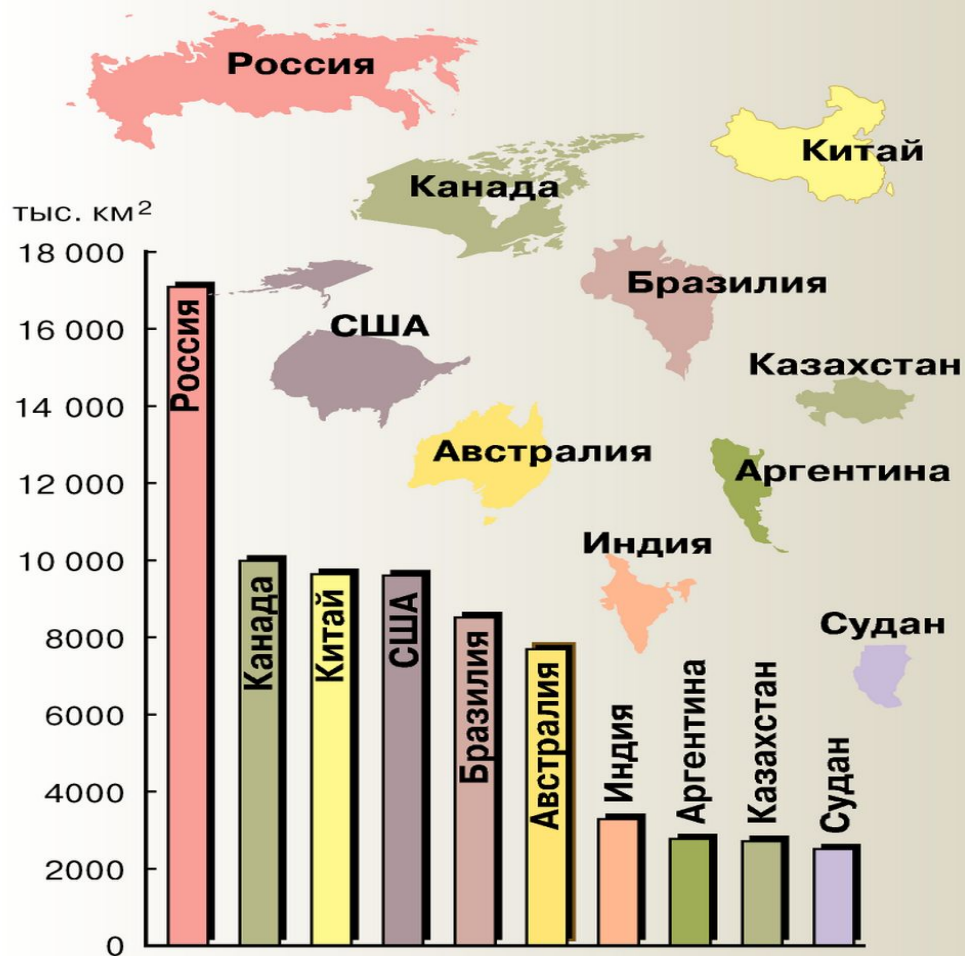 Россия
Китай
Канада
тыс. км²
Бразилия
США
Казахстан
Австралия
Аргентина
Индия
Судан
18 000
16 000
14 000
12 000
10 000
8000
6000
4000
2000
0
Россия
Канада
Китай
США
Бразилия
Австралия
Индия
Аргентина
Казахстан
Судан